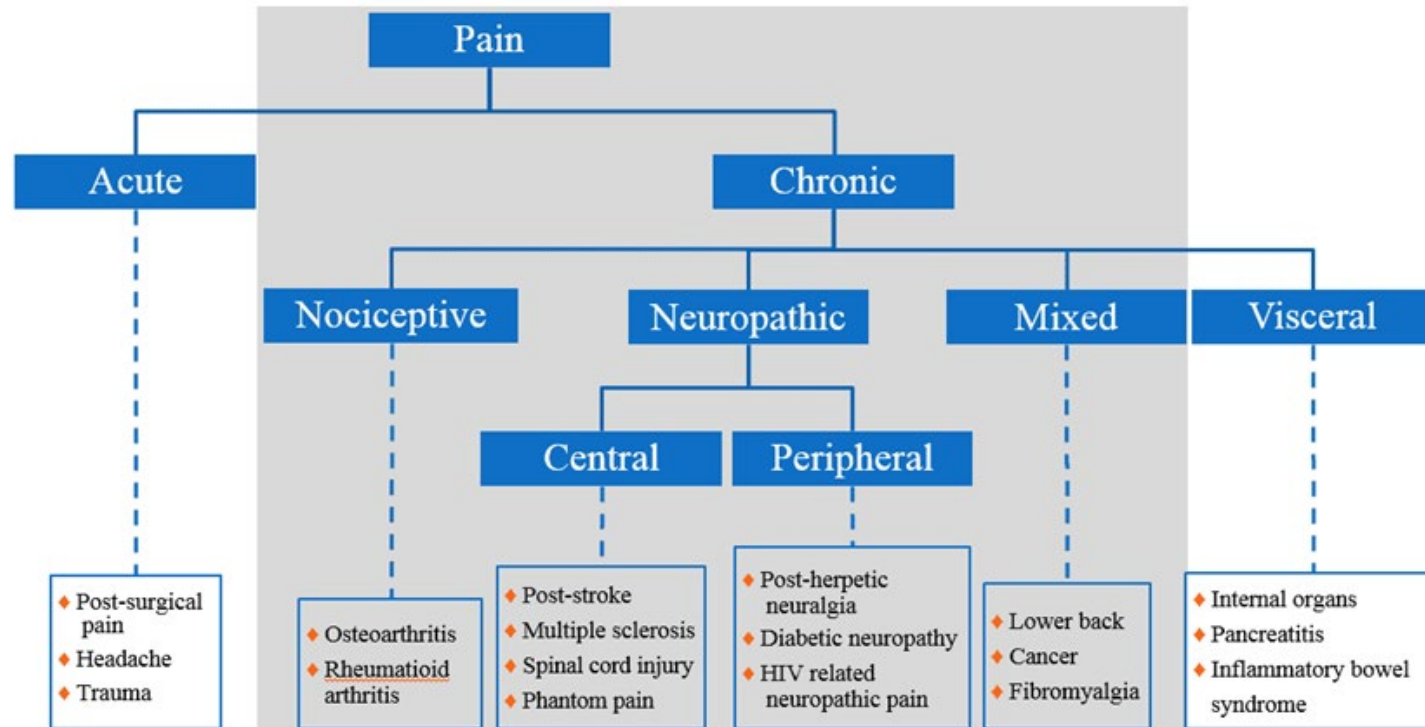 Pain
Acute
Chronic
Nociceptive
Neuropathic
Mixed
Visceral
Central
Peripheral
♦ Post-surgical
pain
♦ Headache
♦ Trauma
♦ Osteoarthritis
♦ Rheumatioid
arthritis
♦ Post-stroke
♦ Multiple sclerosis
♦ Spinal cord injury
♦ Phantom pain
♦ Post-herpetic
neuralgia
♦ Diabetic neuropathy
♦ HIV related
neuropathic pain
♦ Lower back
♦ Cancer
♦ Fibromyalgia
♦ Internal organs
♦ Pancreatitis
♦ Inflammatory bowel
syndrome